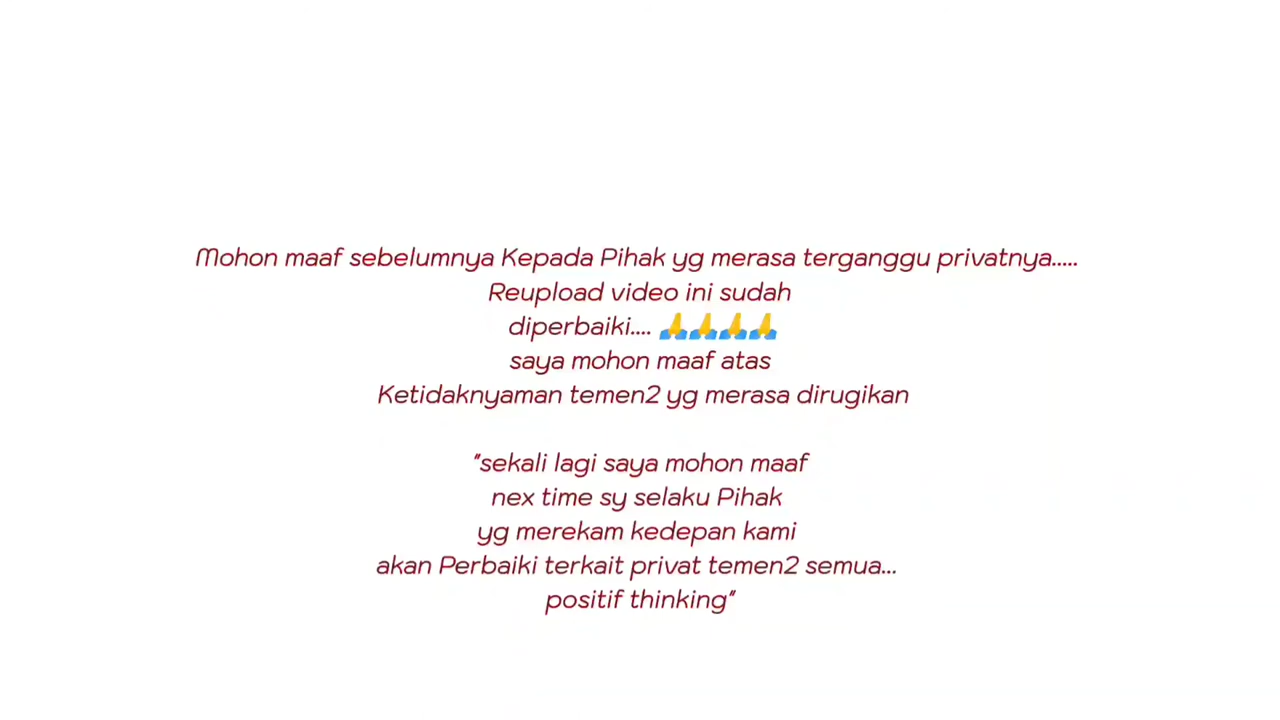 Mohon maaf sebelumnya Kepada Pihak yg merasa terganggu privatnya.....
Reupload video ini sudah
diperbaiki.... 🙏🙏🙏🙏
saya mohon maaf atas
Ketidaknyaman temen2 yg merasa dirugikan
"sekali lagi saya mohon maaf
nex time sy selaku Pihak
yg merekam kedepan kami
akan Perbaiki terkait privat temen2 semua...
positif thinking"